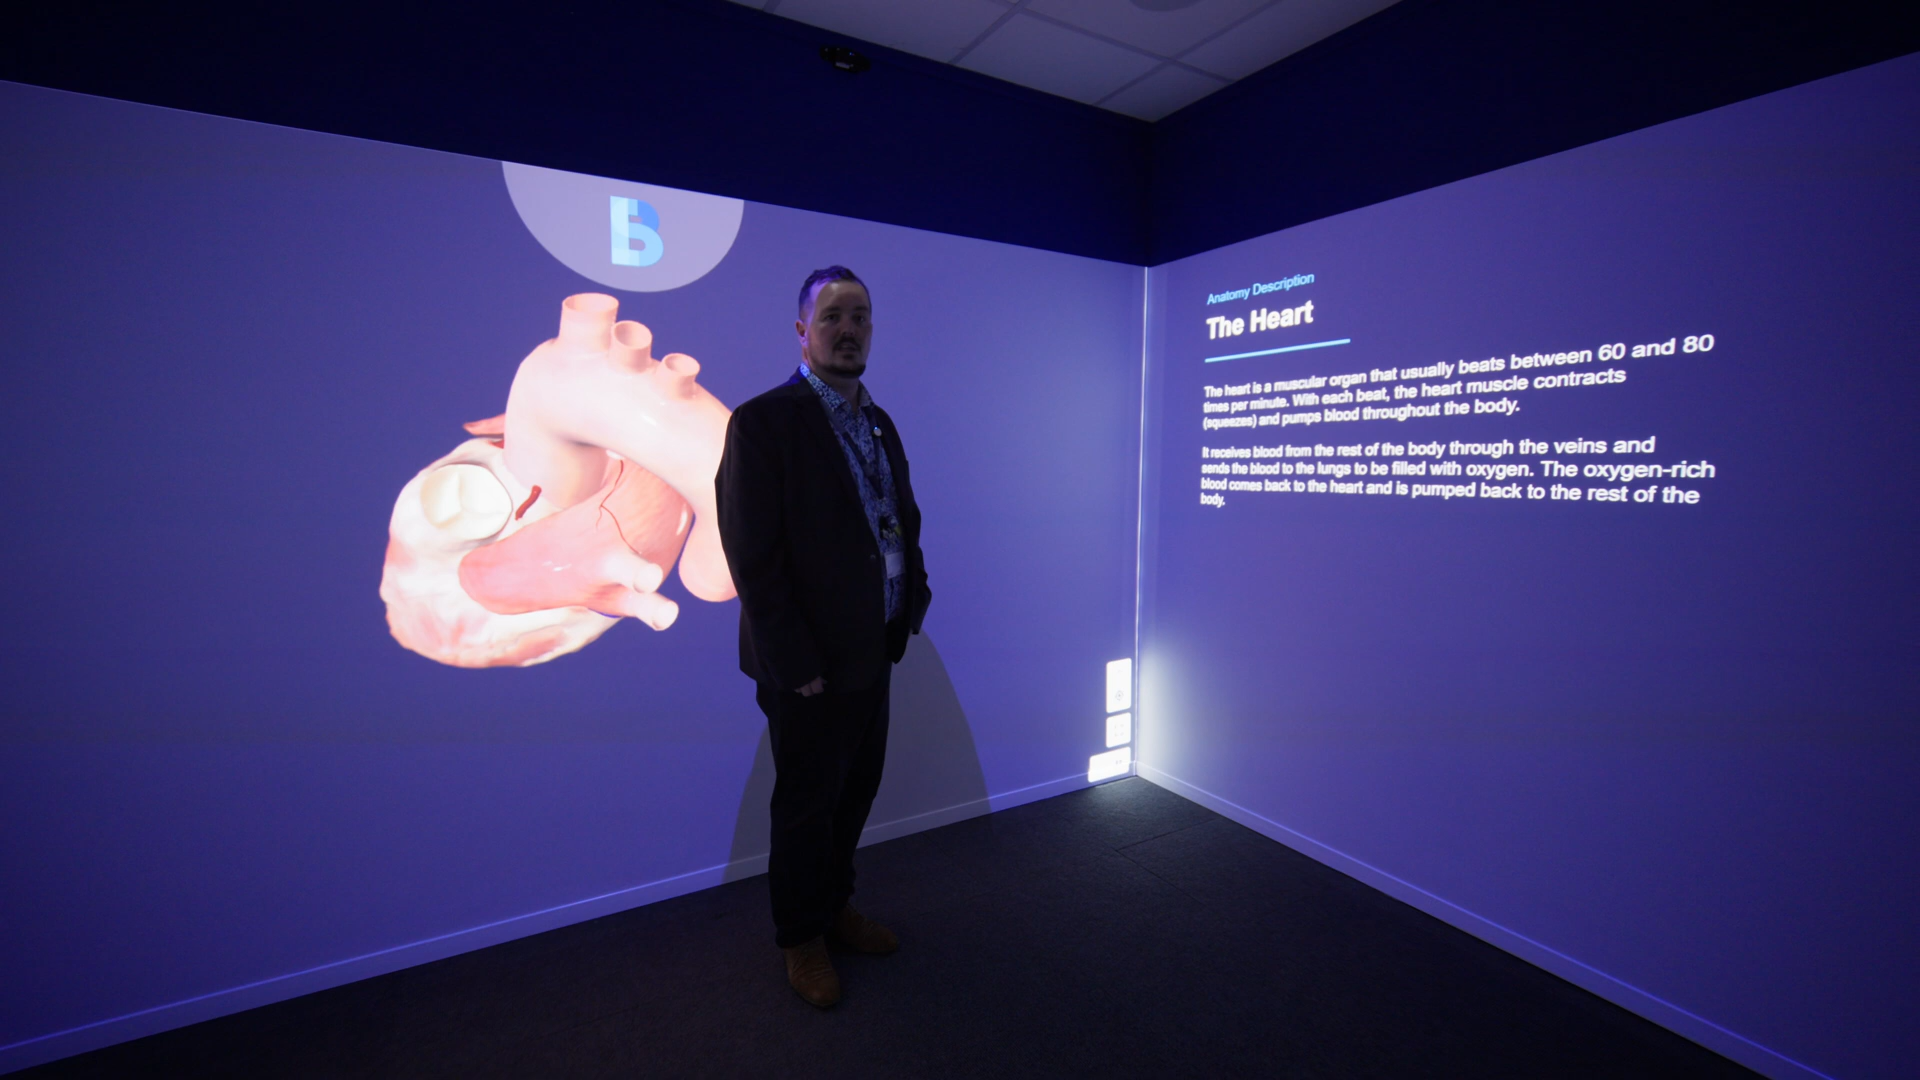 B
Anatomy Description
The Heart
The heart is a muscular organ that usually beats between 60 and 80
times per minute. With each beat, the heart muscle contracts
(squeezes) and pumps blood throughout the body.
It receives blood from the rest of the body through the veins and
sends the blood to the lungs to be filled with oxygen. The oxygen-rich
blood comes back to the heart and is pumped back to the rest of the
body.